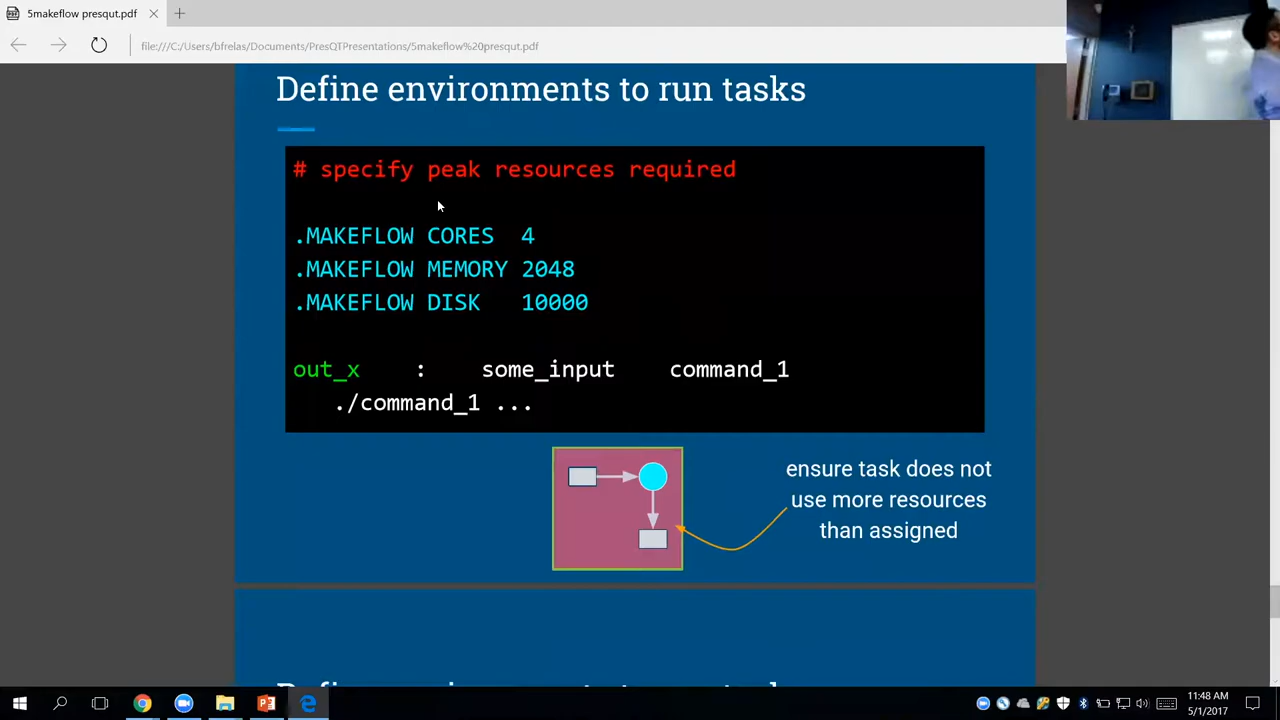 5makeflow presqut.pdf
file:///C:/Users/bfrelas/Documents/PresQTPresentations/5makeflow%20presqut.pdf
Define environments to run tasks
# specify peak resources required
.MAKEFLOW CORES 4
.MAKEFLOW MEMORY 2048
.MAKEFLOW DISK 10000
out_x : some_input command_1
./command_1 ...
ensure task does not
use more resources
than assigned
11:48 AM
5/1/2017